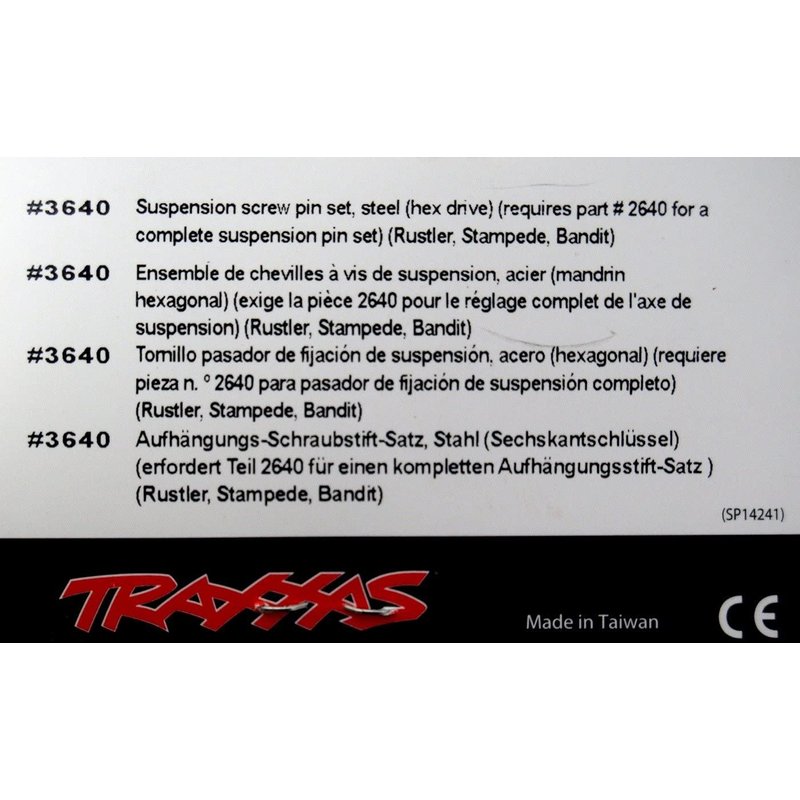 #3640 Suspension screw pin set, steel (hex drive) (requires part # 2640 for a
complete suspension pin set) (Rustler, Stampede, Bandit)
#3640 Ensemble de chevilles à vis de suspension, acier (mandrin
hexagonal) (exige la pièce 2640 pour le réglage complet de l'axe de
suspension) (Rustler, Stampede, Bandit)
#3640 Tornillo pasador de fijación de suspensión, acero (hexagonal) (requiere
pieza n. º 2640 para pasador de fijación de suspensión completo)
(Rustler, Stampede, Bandit)
#3640 Aufhängungs-Schraubstift-Satz, Stahl (Sechskantschlüssel)
(erfordert Teil 2640 für einen kompletten Aufhängungsstift-Satz )
(Rustler, Stampede, Bandit)
(SP14241)
TRAXXAS
Made in Taiwan
CE